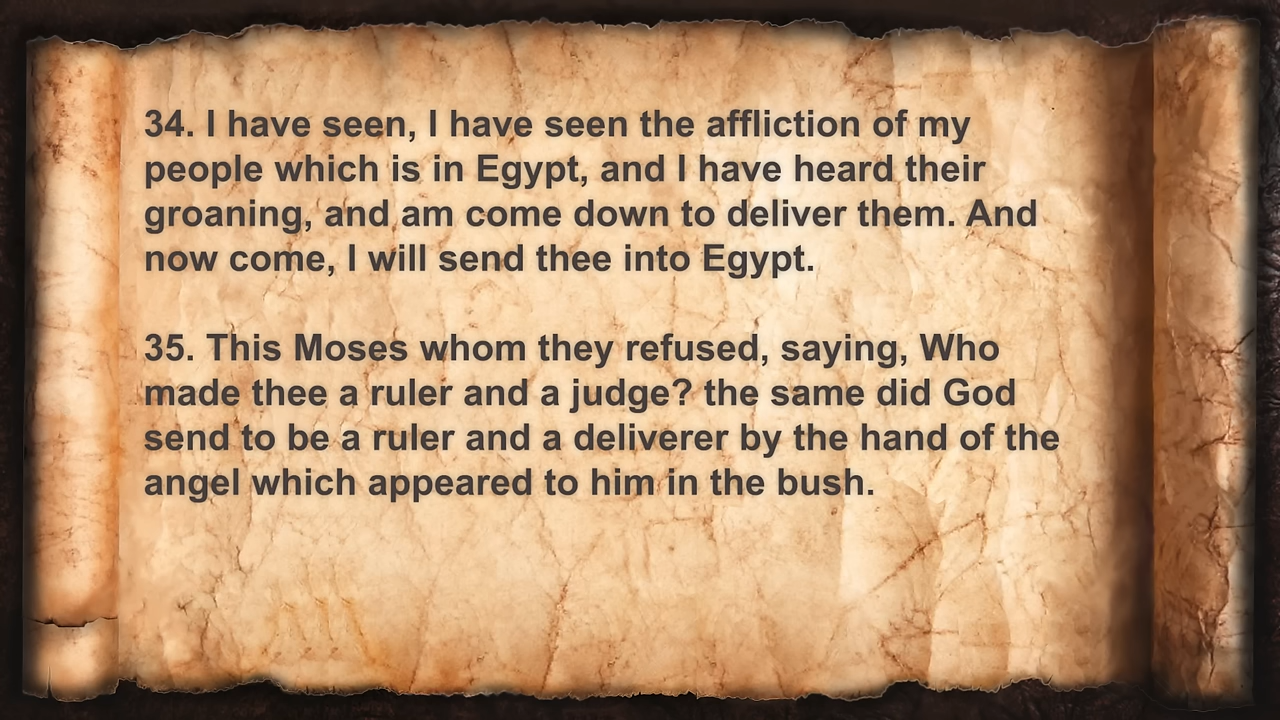 34. I have seen, I have seen the affliction of my
people which is in Egypt, and I have heard their
groaning, and am come down to deliver them. And
now come, I will send thee into Egypt.
35. This Moses whom they refused, saying, Who
made thee a ruler and a judge? the same did God
send to be a ruler and a deliverer by the hand of the
angel which appeared to him in the bush.